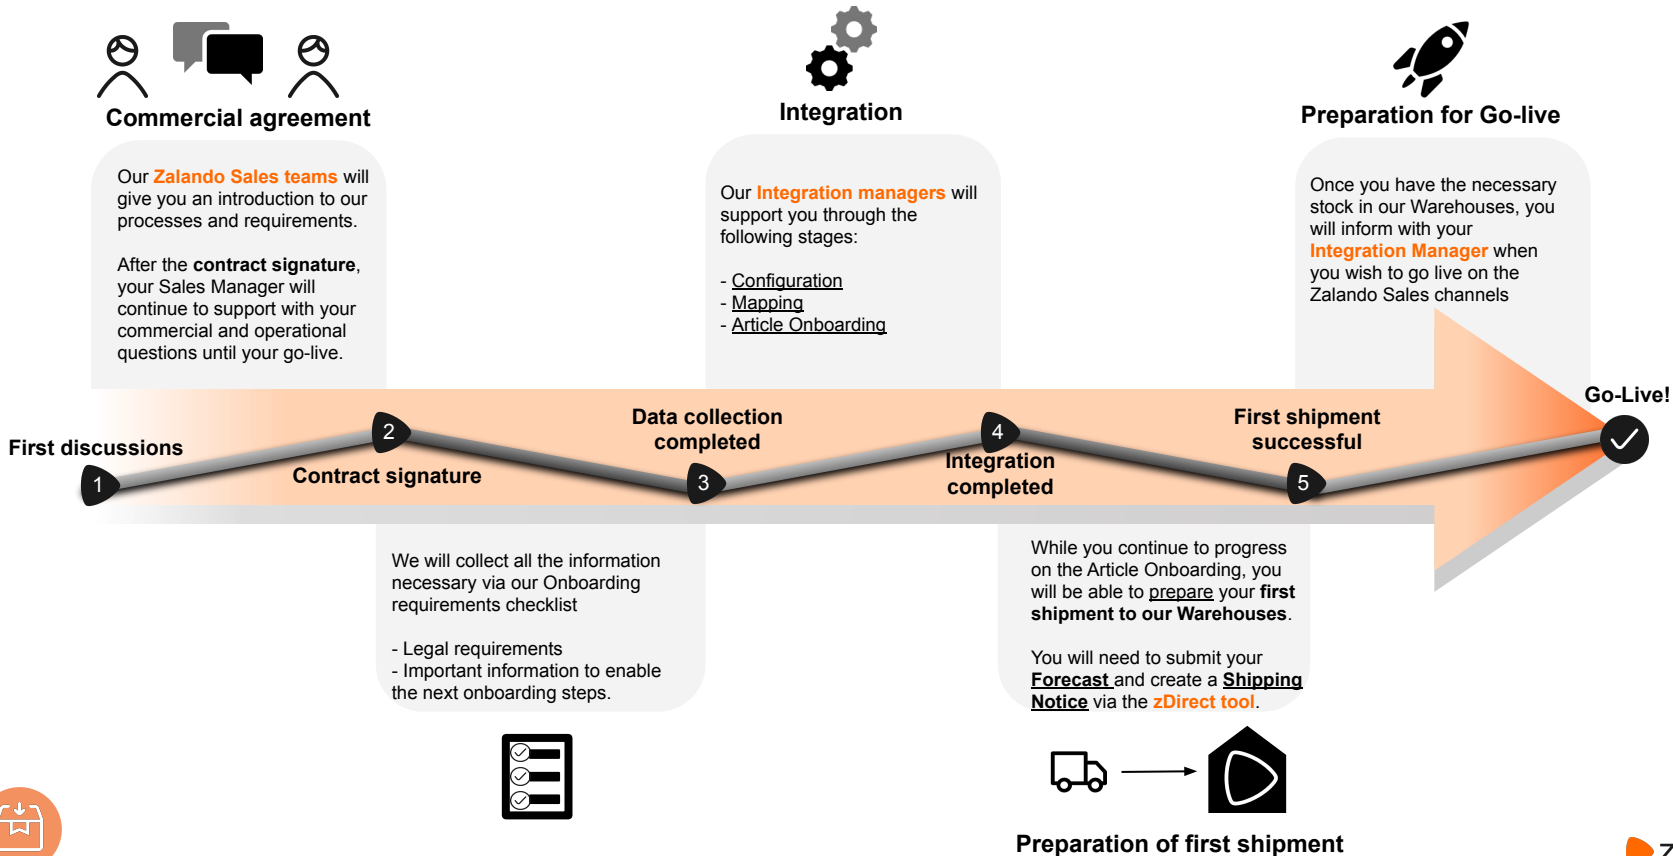 Commercial agreement
Our Zalando Sales teams will
give you an introduction to our
processes and requirements.
After the contract signature,
your Sales Manager will
continue to support with your
commercial and operational
questions until your go-live.
Integration
Our Integration managers will
support you through the
following stages:
- Configuration
- Mapping
- Article Onboarding
Preparation for Go-live
Once you have the necessary
stock in our Warehouses, you
will inform with your
Integration Manager when
you wish to go live on the
Zalando Sales channels
First discussions
1
2
Contract signature
Data collection
completed
3
4
Integration
completed
First shipment
successful
5
Go-Live!
We will collect all the information
necessary via our Onboarding
requirements checklist
- Legal requirements
- Important information to enable
the next onboarding steps.
While you continue to progress
on the Article Onboarding, you
will be able to prepare your first
shipment to our Warehouses.
You will need to submit your
Forecast and create a Shipping
Notice via the zDirect tool.
Preparation of first shipment